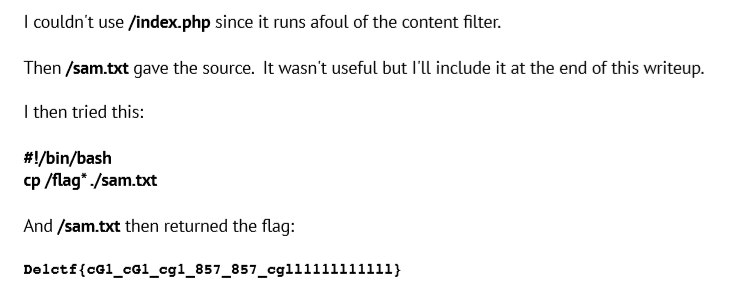 I couldn't use /index.php since it runs afoul of the content filter.
Then /sam.txt gave the source.  It wasn't useful but I'll include it at the end of this writeup.
I then tried this:
#!/bin/bash
cp /flag* ./sam.txt
And /sam.txt then returned the flag:
De1ctf{cG1_cG1_cg1_857_857_cgll111111111l}